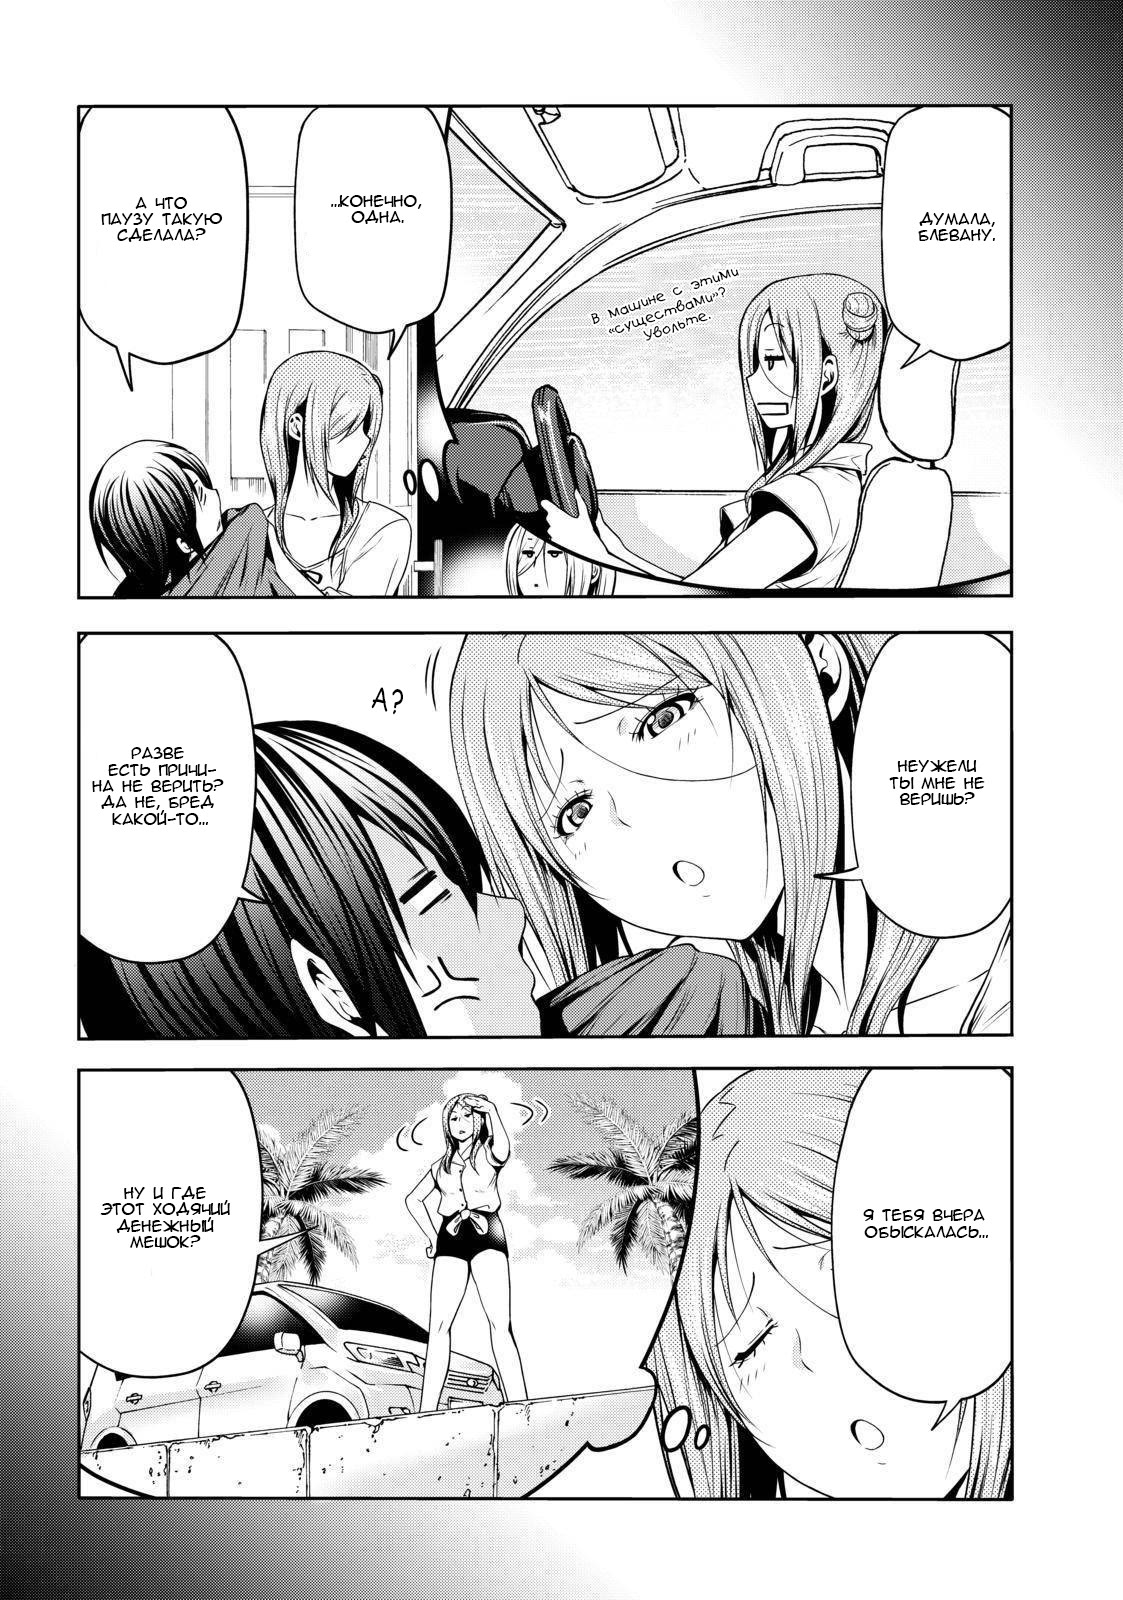 ДУМАЛА,
БЛЕВАНУ.
В МАШИНЕ С ЭТИМИ
«СУЩЕСТВАМИ»?
УВОЛЬТЕ.
...КОНЕЧНО,
ОДНА.
А ЧТО
ПАУЗУ ТАКУЮ
СДЕЛАЛА?
НЕУЖЕЛИ
ТЫ МНЕ НЕ
ВЕРИШЬ?
А?
РАЗВЕ
ЕСТЬ ПРИЧИ-
НА НЕ ВЕРИТЬ?
ДА НЕ, БРЕД
КАКОЙ-ТО...
Я ТЕБЯ ВЧЕРА
ОБЫСКАЛАСЬ...
НУ И ГДЕ
ЭТОТ ХОДЯЧИЙ
ДЕНЕЖНЫЙ
МЕШОК?